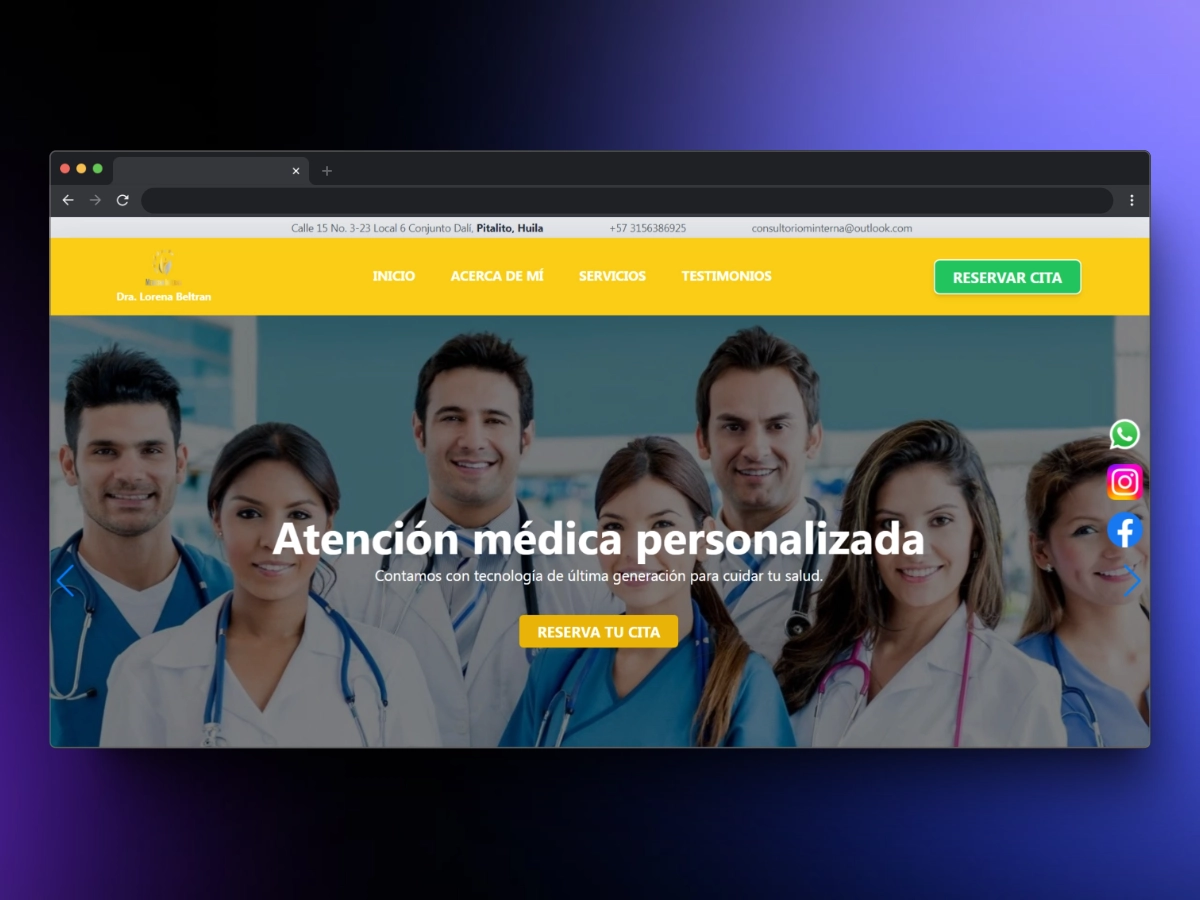 Calle 15 No. 3-23 Local 6 Conjunto Dalí, Pitalito, Huila +57 3156386925 consultoriominterna@outlook.com
Dra. Lorena Beltran
INICIO ACERCA DE MÍ SERVICIOS TESTIMONIOS RESERVAR CITA
Atención médica personalizada
Contamos con tecnología de última generación para cuidar tu salud.
RESERVA TU CITA